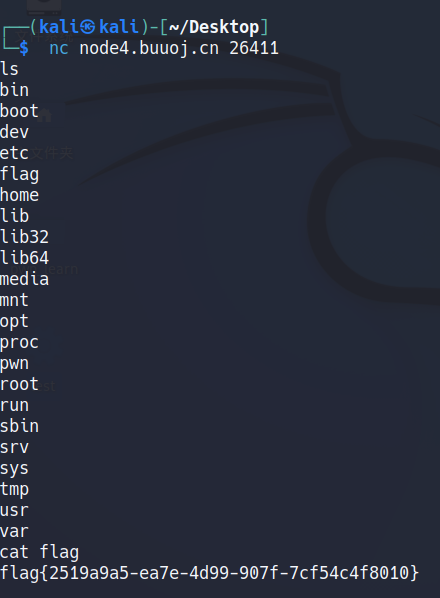 ┌──(kali㉿kali)-[~/Desktop]
└─$ nc node4.buuoj.cn 26411
ls
bin
boot
dev
etc
flag
home
lib
lib32
lib64
media
mnt
opt
proc
pwn
root
run
sbin
srv
sys
tmp
usr
var
cat flag
flag{2519a9a5-ea7e-4d99-907f-7cf54c4f8010}